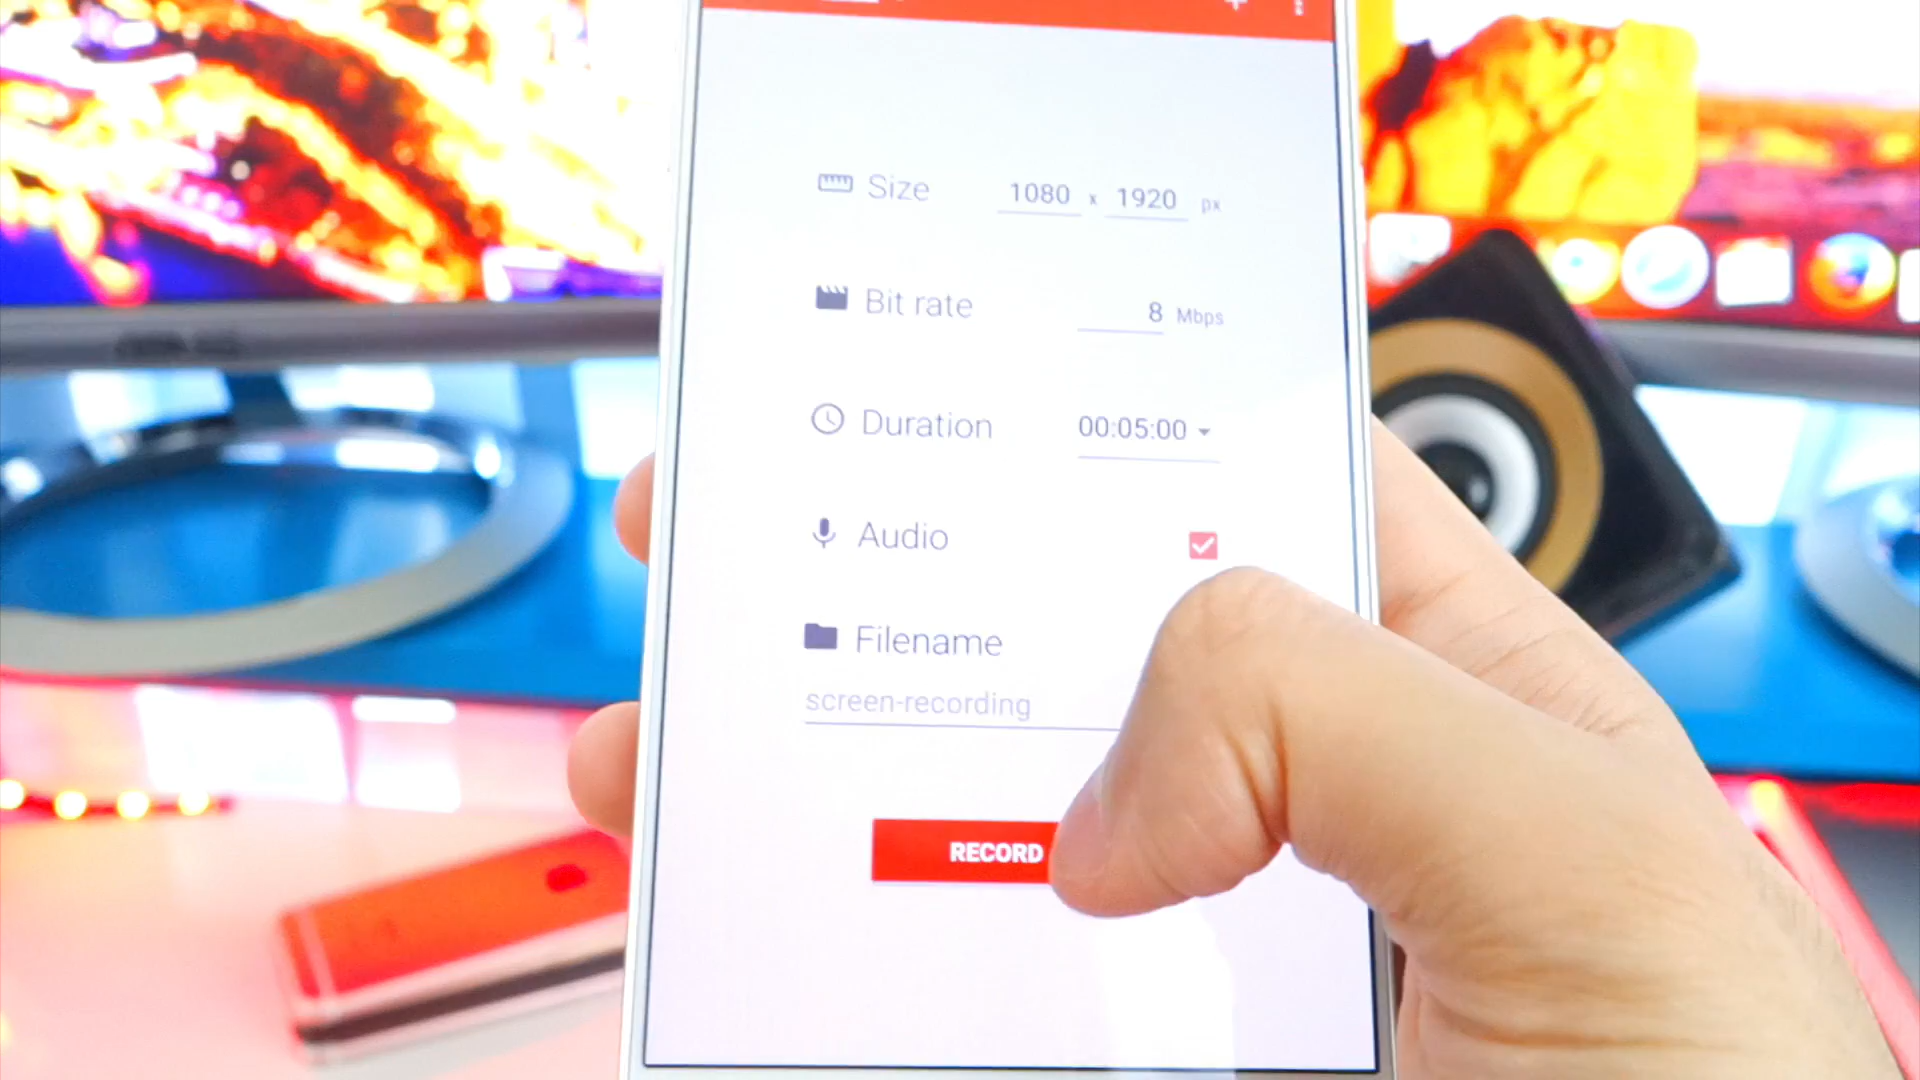 Size 1080 x 1920 px
Bit rate 8 Mbps
Duration 00:05:00
Audio
Filename
screen-recording
RECORD